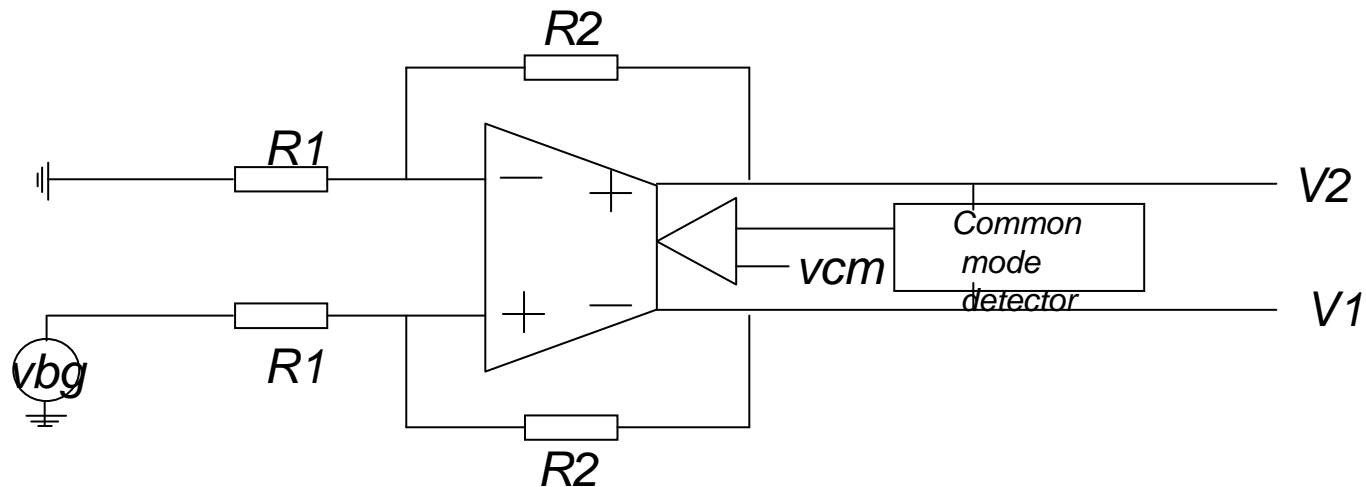 R2
R1
V2
Common
mode
detector
vcm
V1
vbg
R1
R2